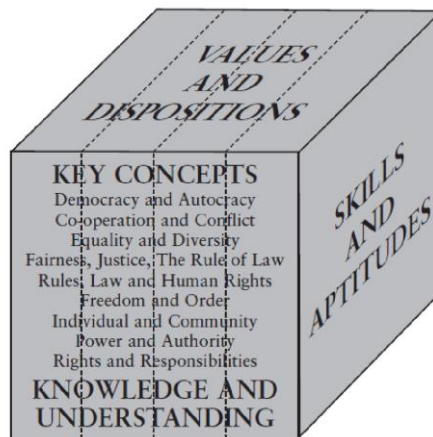 VALUES
AND
DISPOSITIONS
KEY CONCEPTS
Democracy and Autocracy
Co-operation and Conflict
Equality and Diversity
Fairness, Justice, The Rule of Law
Rules, Law and Human Rights
Freedom and Order
Individual and Community
Power and Authority
Rights and Responsibilities
KNOWLEDGE AND
UNDERSTANDING
SKILLS
AND
APTITUDES